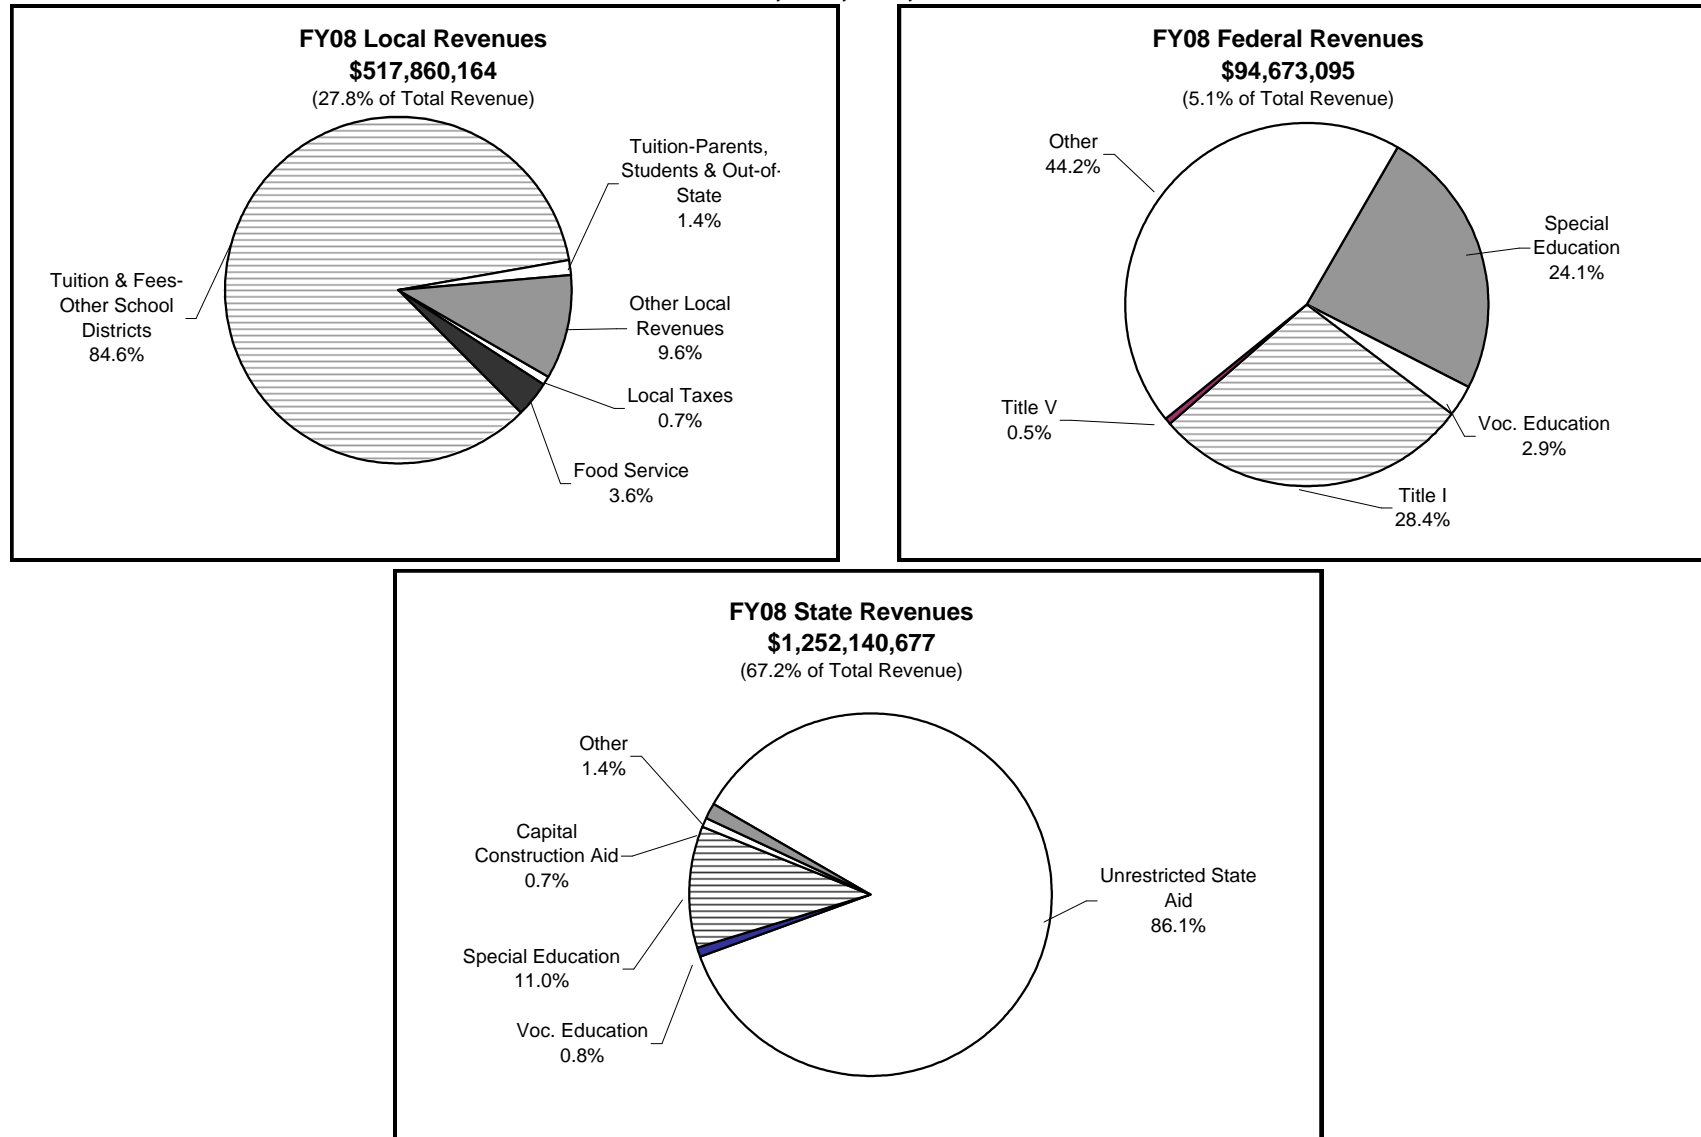 FY08 Local Revenues
$517,860,164
(27.8% of Total Revenue)
Tuition-Parents,
Students & Out-of-
State
1.4%
Tuition & Fees-
Other School
Districts
84.6%
Other Local
Revenues
9.6%
Local Taxes
0.7%
Food Service
3.6%
FY08 Federal Revenues
$94,673,095
(5.1% of Total Revenue)
Other
44.2%
Special
Education
24.1%
Title V
0.5%
Voc. Education
2.9%
Title I
28.4%
FY08 State Revenues
$1,252,140,677
(67.2% of Total Revenue)
Other
1.4%
Capital
Construction Aid
0.7%
Unrestricted State
Aid
86.1%
Special Education
11.0%
Voc. Education
0.8%